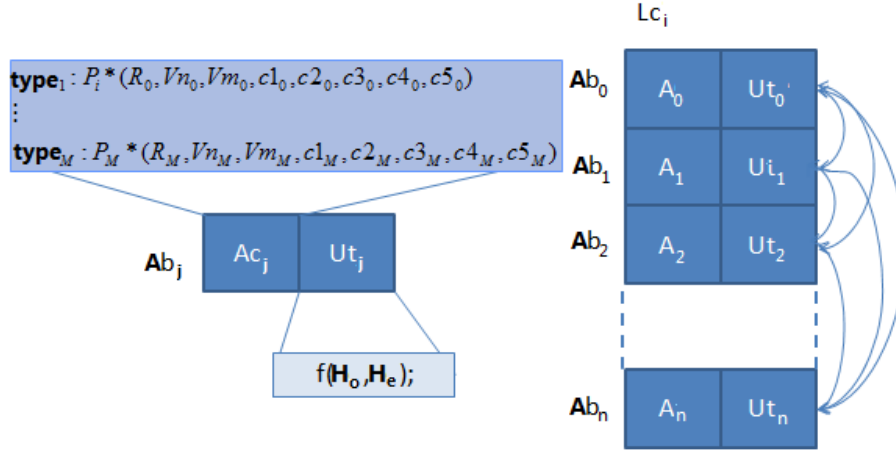 Lc_i
type_1 : P_i * (R_0, Vn_0, Vm_0, c1_0, c2_0, c3_0, c4_0, c5_0)
⋮
type_M : P_M * (R_M, Vn_M, Vm_M, c1_M, c2_M, c3_M, c4_M, c5_M)
Ab_0 A_0 Ut_0
Ab_1 A_1 Ui_1
Ab_2 A_2 Ut_2
Ab_j Ac_j Ut_j
f(H_o,H_e);
Ab_n A_n Ut_n